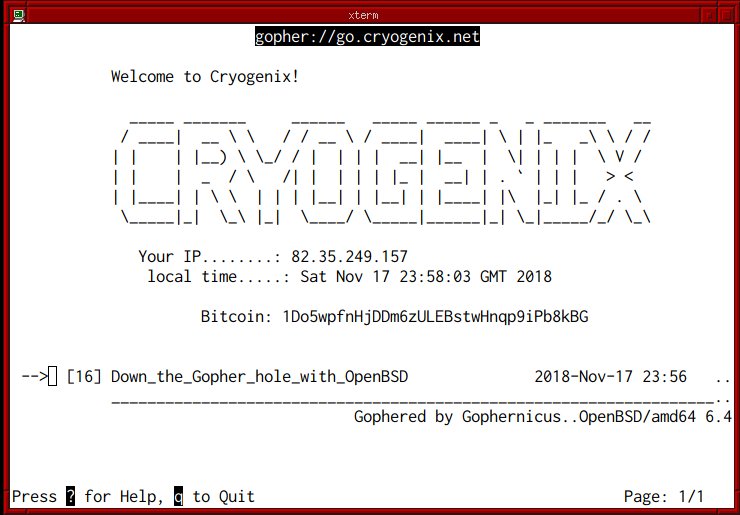 xterm
gopher://go.cryogenix.net
Welcome to Cryogenix!
CRYOGENIX
Your IP........: 82.35.249.157
local time.....: Sat Nov 17 23:58:03 GMT 2018
Bitcoin: 1Do5wpfnHjDDm6zULEBstwHnqp9iPb8kBG
--> [16] Down_the_Gopher_hole_with_OpenBSD 2018-Nov-17 23:56 ..
Gophered by Gophernicus..OpenBSD/amd64 6.4
Press ? for Help, q to Quit Page: 1/1